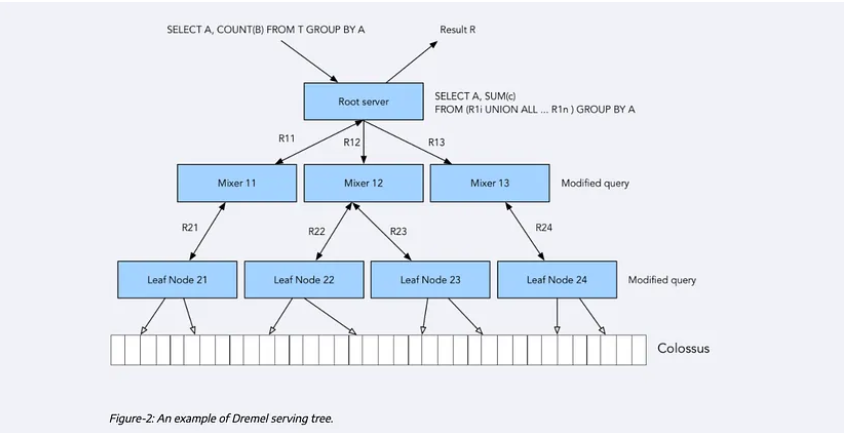 SELECT A, COUNT(B) FROM T GROUP BY A
Result R
Root server
SELECT A, SUM(c)
FROM (R1i UNION ALL ... R1n ) GROUP BY A
R11
R12
R13
Mixer 11
Mixer 12
Mixer 13
Modified query
R21
R22
R23
R24
Leaf Node 21
Leaf Node 22
Leaf Node 23
Leaf Node 24
Modified query
Colossus
Figure-2: An example of Dremel serving tree.